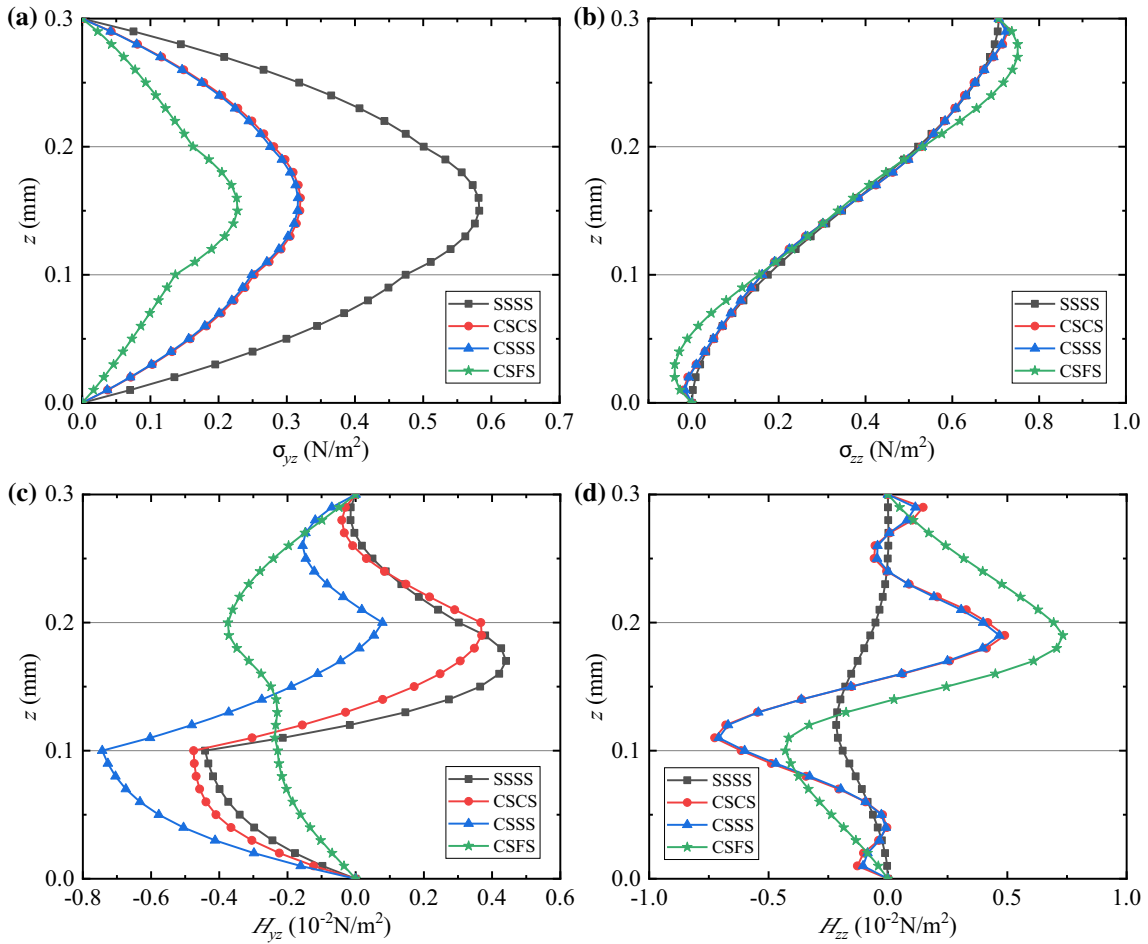 (a)
0.3
0.2
0.1
0.0
z (mm)
SSSS
CSCS
CSSS
CSFS
0.0 0.1 0.2 0.3 0.4 0.5 0.6 0.7
σyz (N/m²)
(b)
0.3
0.2
0.1
0.0
z (mm)
SSSS
CSCS
CSSS
CSFS
0.0 0.2 0.4 0.6 0.8 1.0
σzz (N/m²)
(c)
0.3
0.2
0.1
0.0
z (mm)
SSSS
CSCS
CSSS
CSFS
-0.8 -0.6 -0.4 -0.2 0.0 0.2 0.4 0.6
Hyz (10⁻²N/m²)
(d)
0.3
0.2
0.1
0.0
z (mm)
SSSS
CSCS
CSSS
CSFS
-1.0 -0.5 0.0 0.5 1.0
Hzz (10⁻²N/m²)